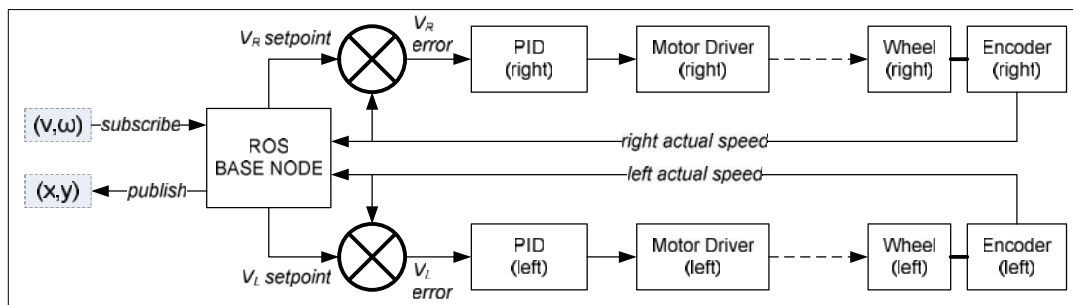 V_R setpoint
V_R
error
PID
(right)
Motor Driver
(right)
Wheel
(right)
Encoder
(right)
(v,ω)
subscribe
ROS
BASE NODE
right actual speed
left actual speed
(x,y)
publish
V_L setpoint
V_L
error
PID
(left)
Motor Driver
(left)
Wheel
(left)
Encoder
(left)